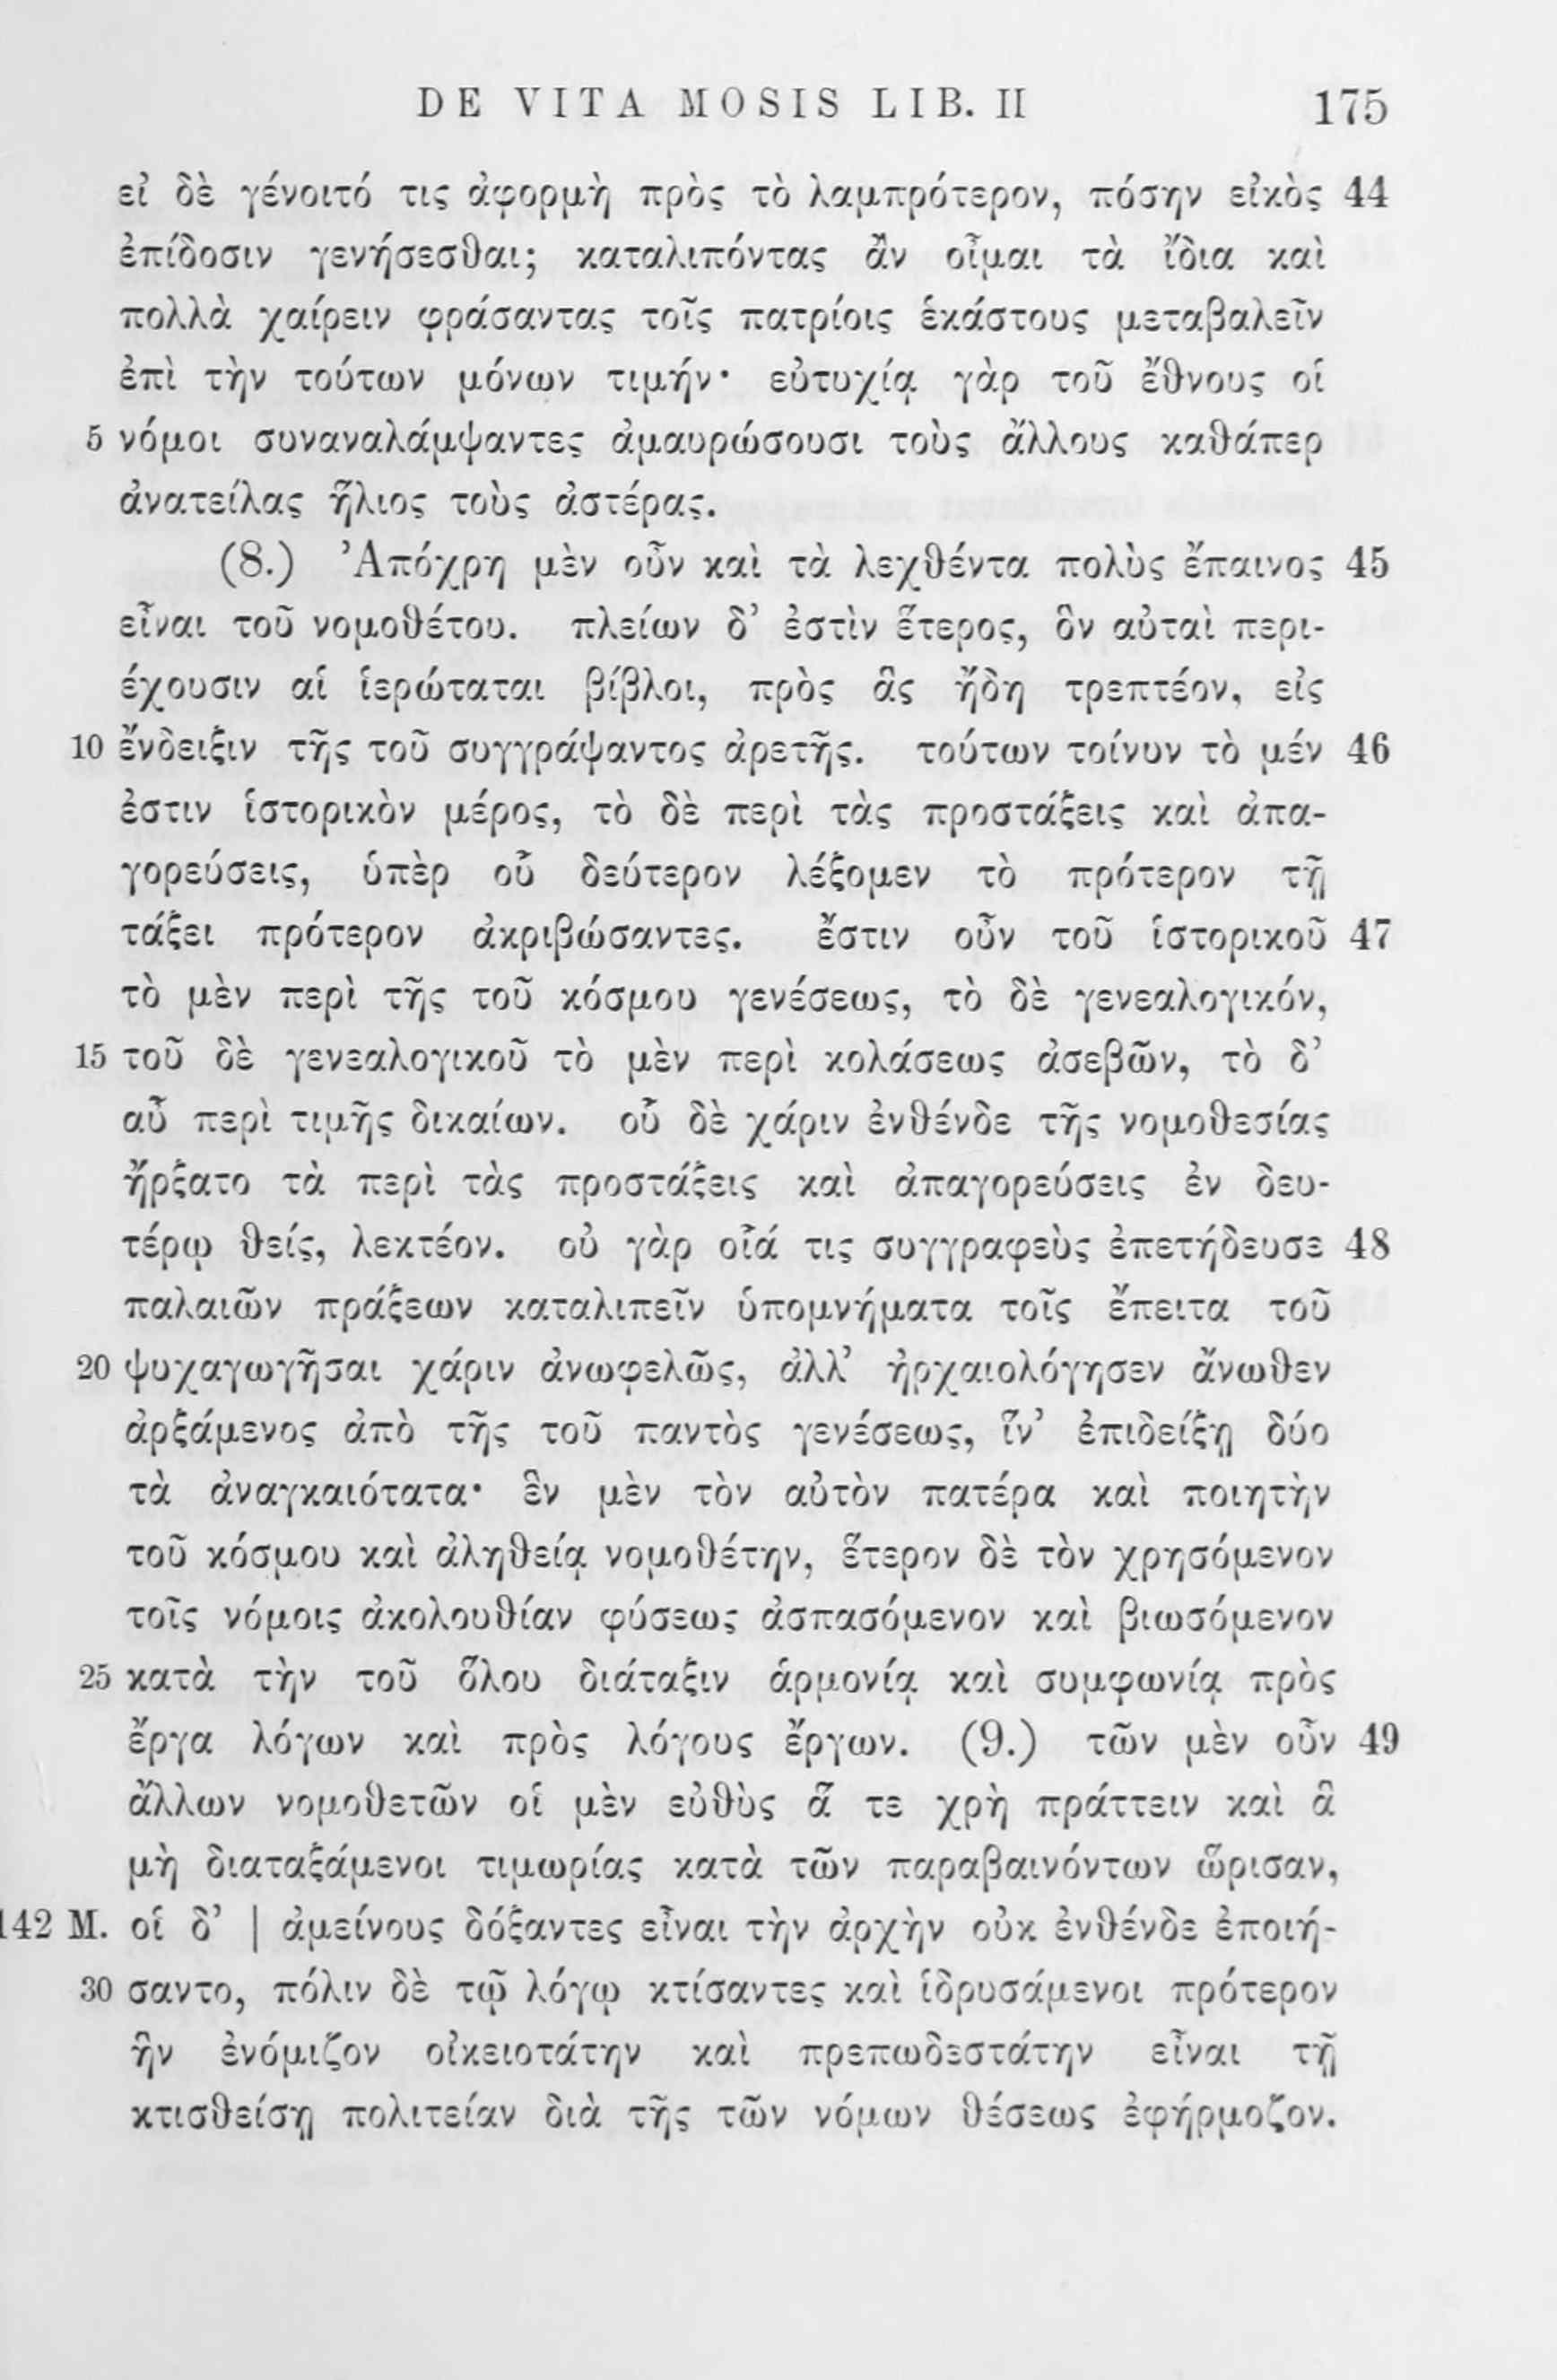 DE VITA MOSIS LIB. II 175
εἰ δὲ γένοιτό τις ἀφορμὴ πρὸς τὸ λαμπρότερον, πόσην εἰκὸς 44
ἐπίδοσιν γενήσεσθαι; καταλιπόντας ἂν οἶμαι τὰ ἴδια καὶ
πολλὰ χαίρειν φράσαντας τοῖς πατρίοις ἑκάστους μεταβαλεῖν
ἐπὶ τὴν τούτων μόνων τιμήν· εὐτυχίᾳ γὰρ τοῦ ἔθνους οἱ
5 νόμοι συναναλάμψαντες ἀμαυρώσουσι τοὺς ἄλλους καθάπερ
ἀνατείλας ἥλιος τοὺς ἀστέρας.
(8.) Ἀπόχρη μὲν οὖν καὶ τὰ λεχθέντα πολὺς ἔπαινος 45
εἶναι τοῦ νομοθέτου. πλείων δ’ ἐστὶν ἕτερος, ὃν αὐταὶ περι-
έχουσιν αἱ ἱερώταται βίβλοι, πρὸς ἃς ἤδη τρεπτέον, εἰς
10 ἔνδειξιν τῆς τοῦ συγγράψαντος ἀρετῆς. τούτων τοίνυν τὸ μέν 46
ἐστιν ἱστορικὸν μέρος, τὸ δὲ περὶ τὰς προστάξεις καὶ ἀπα-
γορεύσεις, ὑπὲρ οὗ δεύτερον λέξομεν τὸ πρότερον τῇ
τάξει πρότερον ἀκριβώσαντες. ἔστιν οὖν τοῦ ἱστορικοῦ 47
τὸ μὲν περὶ τῆς τοῦ κόσμου γενέσεως, τὸ δὲ γενεαλογικόν,
15 τοῦ δὲ γενεαλογικοῦ τὸ μὲν περὶ κολάσεως ἀσεβῶν, τὸ δ’
αὖ περὶ τιμῆς δικαίων. οὗ δὲ χάριν ἐνθένδε τῆς νομοθεσίας
ἤρξατο τὰ περὶ τὰς προστάξεις καὶ ἀπαγορεύσεις ἐν δευ-
τέρῳ θείς, λεκτέον. οὐ γὰρ οἷά τις συγγραφεὺς ἐπετήδευσε 48
παλαιῶν πράξεων καταλιπεῖν ὑπομνήματα τοῖς ἔπειτα τοῦ
20 ψυχαγωγῆσαι χάριν ἀνωφελῶς, ἀλλ’ ἠρχαιολόγησεν ἄνωθεν
ἀρξάμενος ἀπὸ τῆς τοῦ παντὸς γενέσεως, ἵν’ ἐπιδείξῃ δύο
τὰ ἀναγκαιότατα· ἓν μὲν τὸν αὐτὸν πατέρα καὶ ποιητὴν
τοῦ κόσμου καὶ ἀληθείᾳ νομοθέτην, ἕτερον δὲ τὸν χρησόμενον
τοῖς νόμοις ἀκολουθίαν φύσεως ἀσπασόμενον καὶ βιωσόμενον
25 κατὰ τὴν τοῦ ὅλου διάταξιν ἁρμονίᾳ καὶ συμφωνίᾳ πρὸς
ἔργα λόγων καὶ πρὸς λόγους ἔργων. (9.) τῶν μὲν οὖν 49
ἄλλων νομοθετῶν οἱ μὲν εὐθὺς ἅ τε χρὴ πράττειν καὶ ἃ
μὴ διαταξάμενοι τιμωρίας κατὰ τῶν παραβαινόντων ὥρισαν,
142 M. οἱ δ’ | ἀμείνους δόξαντες εἶναι τὴν ἀρχὴν οὐκ ἐνθένδε ἐποιή-
30 σαντο, πόλιν δὲ τῷ λόγῳ κτίσαντες καὶ ἱδρυσάμενοι πρότερον
ἣν ἐνόμιζον οἰκειοτάτην καὶ πρεπωδεστάτην εἶναι τῇ
κτισθείσῃ πολιτείαν διὰ τῆς τῶν νόμων θέσεως ἐφήρμοζον.